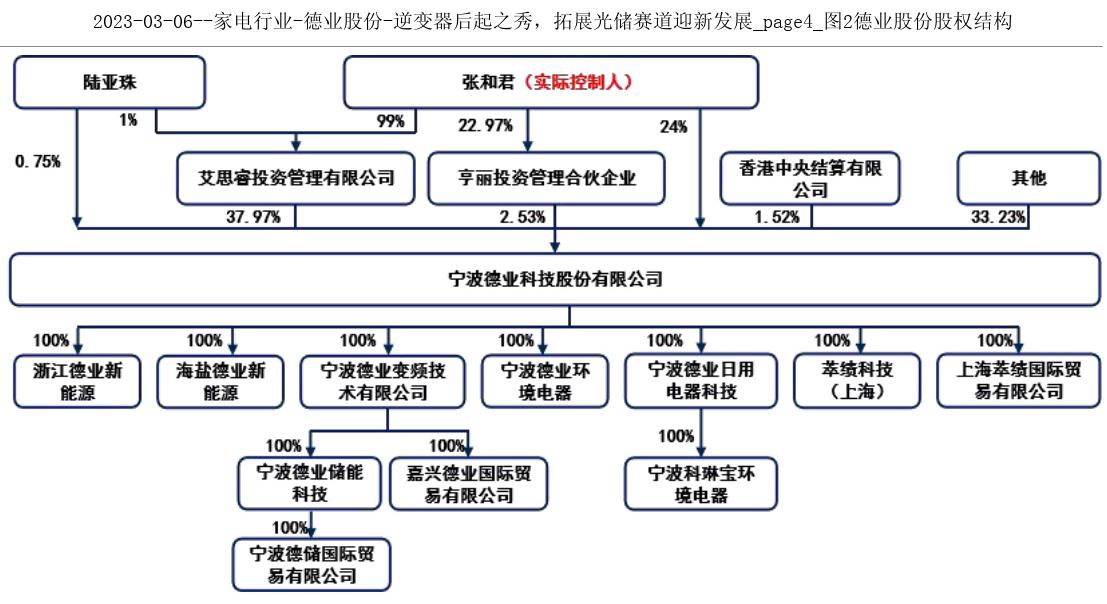 2023-03-06--家电行业-德业股份-逆变器后起之秀，拓展光储赛道迎新发展_page4_图2德业股份股权结构
陆亚珠
张和君（实际控制人）
1%
99%
22.97%
24%
0.75%
艾思睿投资管理有限公司
亨丽投资管理合伙企业
香港中央结算有限
公司
其他
37.97%
2.53%
1.52%
33.23%
宁波德业科技股份有限公司
100%
100%
100%
100%
100%
100%
100%
浙江德业新
能源
海盐德业新
能源
宁波德业变频技
术有限公司
宁波德业环
境电器
宁波德业日用
电器科技
萃绩科技
（上海）
上海萃绩国际贸
易有限公司
100%
100%
100%
宁波德业储能
科技
嘉兴德业国际贸
易有限公司
宁波科琳宝环
境电器
100%
宁波德储国际贸
易有限公司